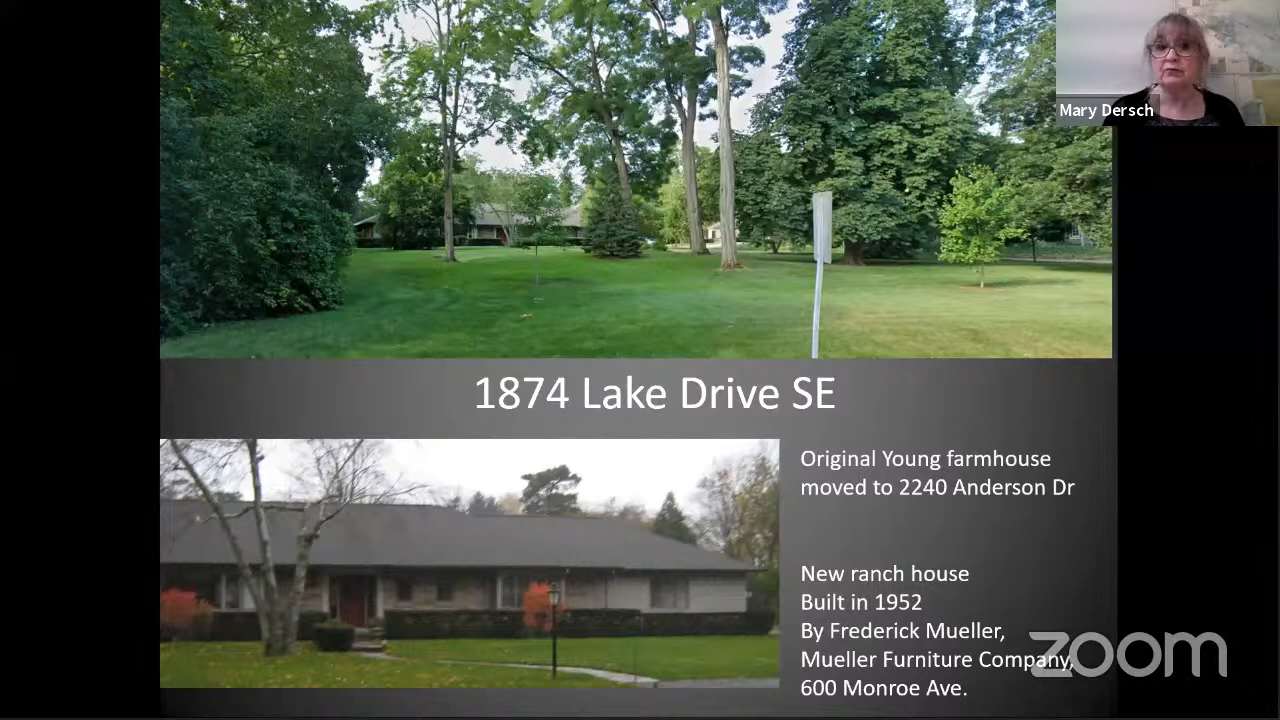 Mary Dersch
1874 Lake Drive SE
Original Young farmhouse
moved to 2240 Anderson Dr
New ranch house
Built in 1952
By Frederick Mueller,
Mueller Furniture Company,
600 Monroe Ave.
zoom